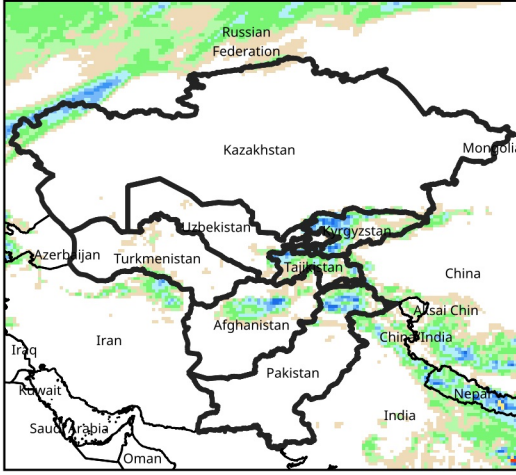 Russian
Federation
Kazakhstan
Mongolia
Uzbekistan
Kyrgyzstan
Azerbaijan
Turkmenistan
Tajikistan
China
Aksai Chin
Afghanistan
China/India
Iran
Iraq
Pakistan
Kuwait
Nepal
India
Saudi Arabia
Oman